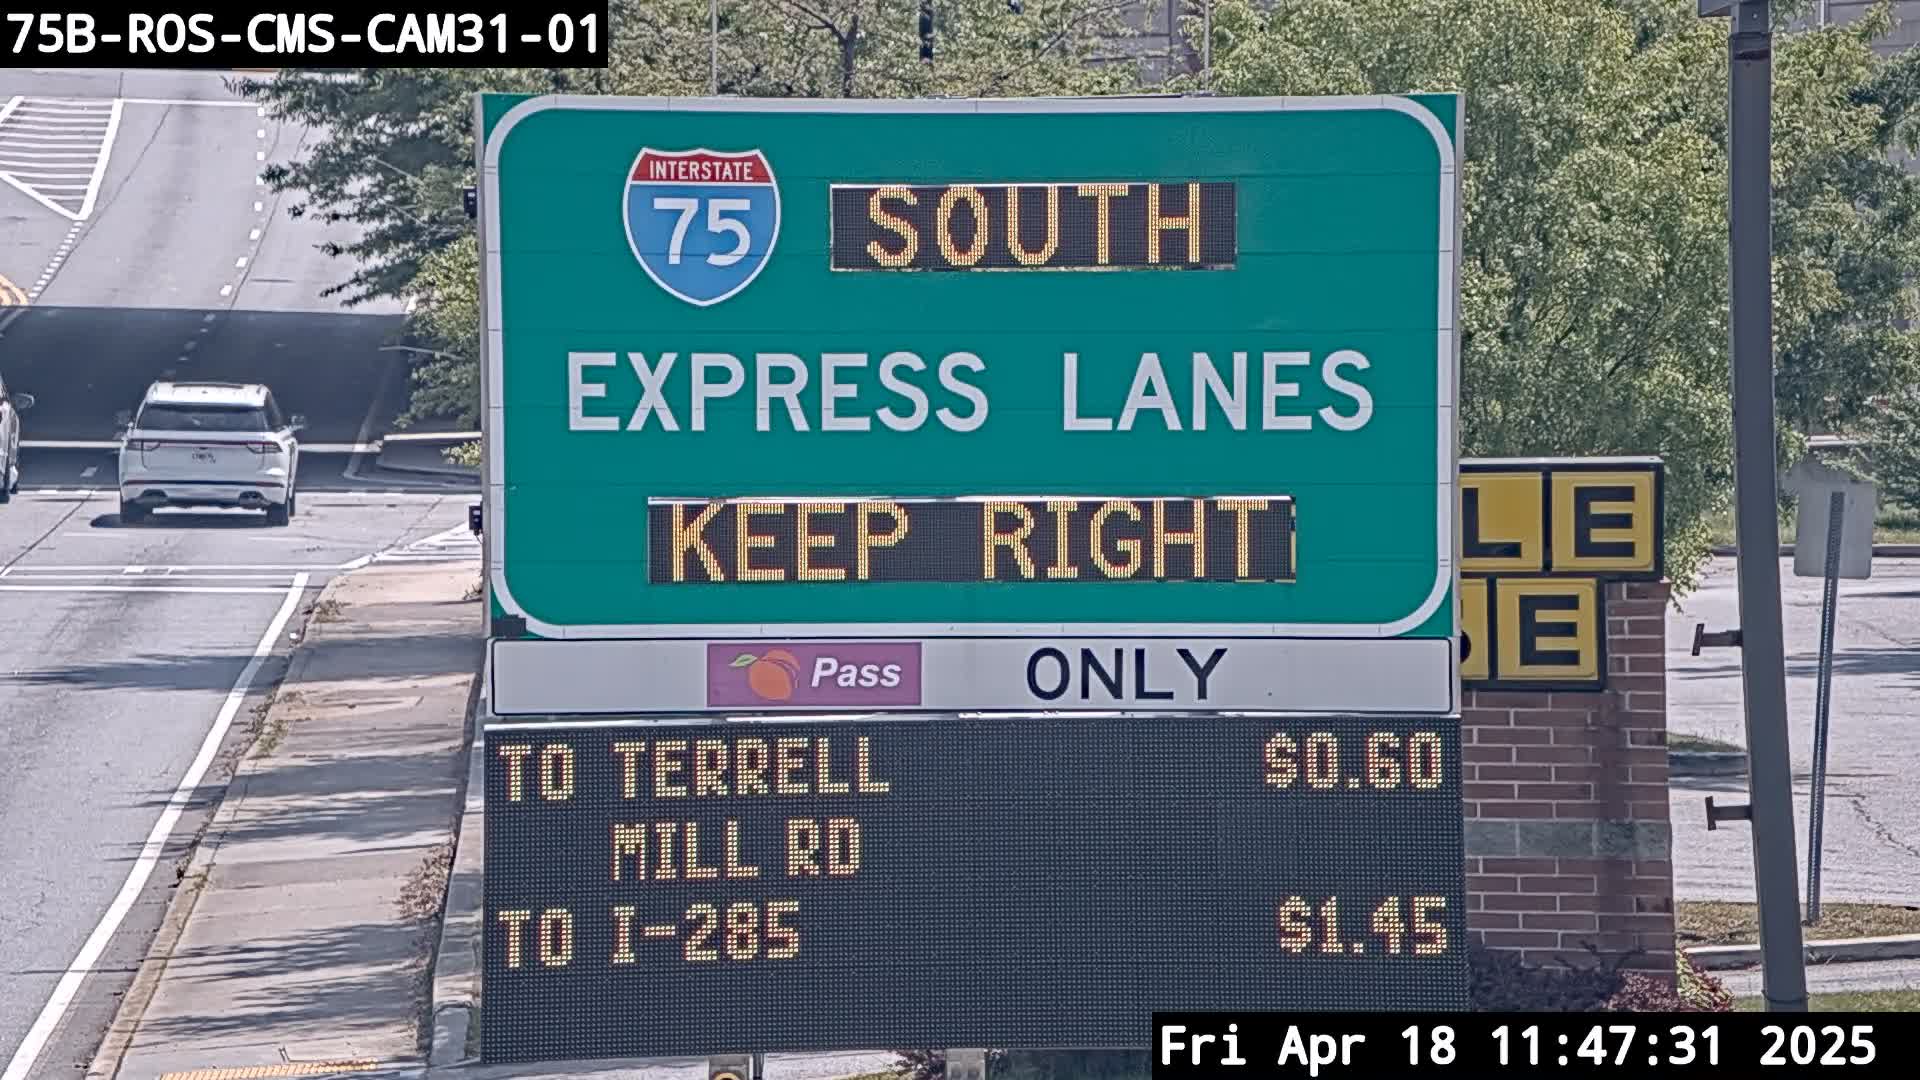 75B-ROS-CMS-CAM31-01
INTERSTATE
75
SOUTH
EXPRESS LANES
KEEP RIGHT
Pass ONLY
TO TERRELL $0.60
MILL RD
TO I-285 $1.45
LE
E
Fri Apr 18 11:47:31 2025